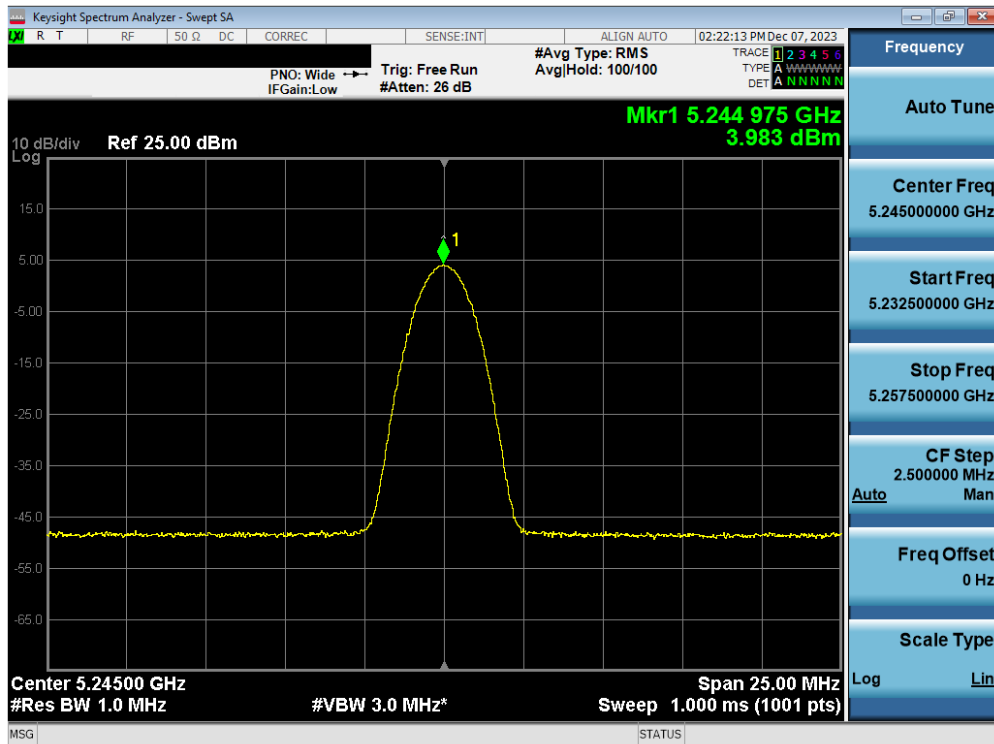 Keysight Spectrum Analyzer - Swept SA
LXI R T RF 50 Ω DC CORREC SENSE:INT ALIGN AUTO 02:22:13 PM Dec 07, 2023
Frequency
PNO: Wide
IFGain:Low
Trig: Free Run
#Atten: 26 dB
#Avg Type: RMS
Avg|Hold: 100/100
TRACE 1 2 3 4 5 6
TYPE A WWWWW
DET A N N N N N
Mkr1 5.244 975 GHz
3.983 dBm
10 dB/div Ref 25.00 dBm
Log
15.0
5.00
-5.00
-15.0
-25.0
-35.0
-45.0
-55.0
-65.0
1
Center 5.24500 GHz Span 25.00 MHz
#Res BW 1.0 MHz #VBW 3.0 MHz* Sweep 1.000 ms (1001 pts)
Auto Tune
Center Freq
5.245000000 GHz
Start Freq
5.232500000 GHz
Stop Freq
5.257500000 GHz
CF Step
2.500000 MHz
Auto Man
Freq Offset
0 Hz
Scale Type
Log Lin
MSG STATUS